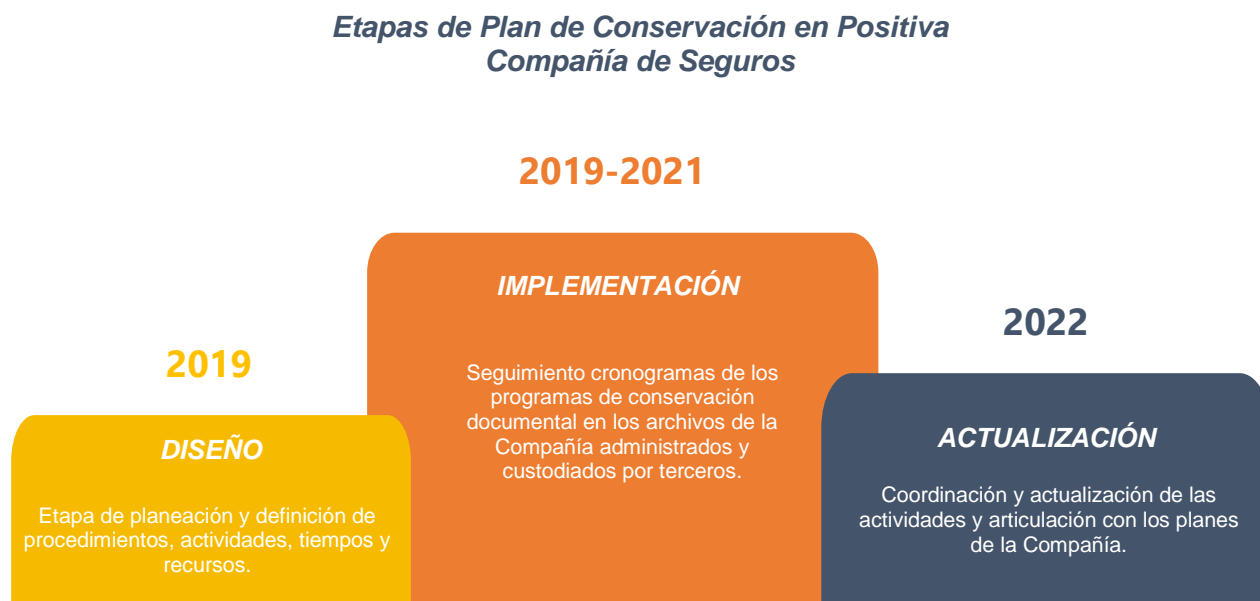 Etapas de Plan de Conservación en Positiva
Compañía de Seguros
2019
DISEÑO
Etapa de planeación y definición de
procedimientos, actividades, tiempos y
recursos.
2019-2021
IMPLEMENTACIÓN
Seguimiento cronogramas de los
programas de conservación
documental en los archivos de la
Compañía administrados y
custodiados por terceros.
2022
ACTUALIZACIÓN
Coordinación y actualización de las
actividades y articulación con los planes
de la Compañía.